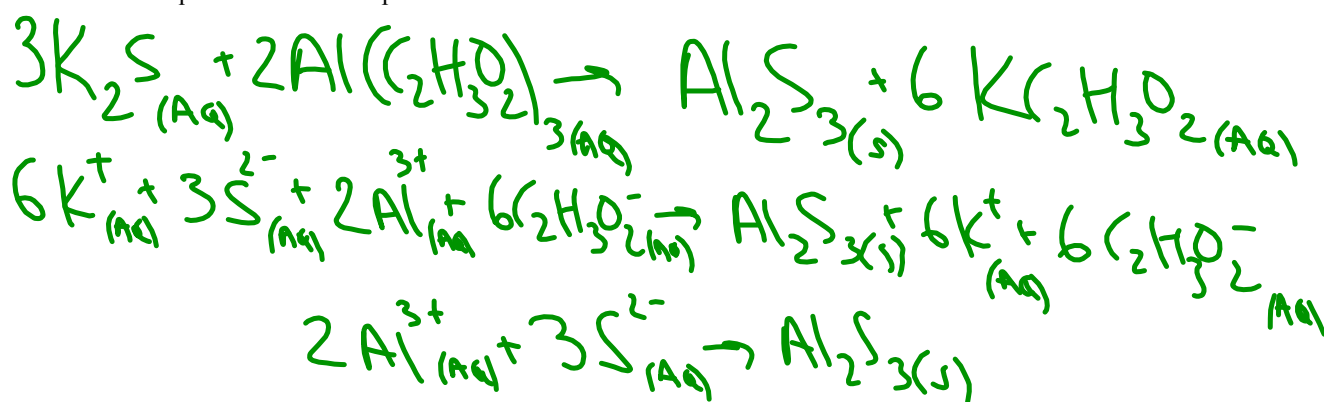 3K₂S(AQ) + 2Al(C₂H₃O₂)₃(AQ) → Al₂S₃(s) + 6 KC₂H₃O₂(AQ)
6K⁺(AQ) + 3S²⁻(AQ) + 2Al³⁺(AQ) + 6C₂H₃O₂⁻(AQ) → Al₂S₃(s) + 6K⁺(AQ) + 6C₂H₃O₂⁻(AQ)
2Al³⁺(AQ) + 3S²⁻(AQ) → Al₂S₃(s)